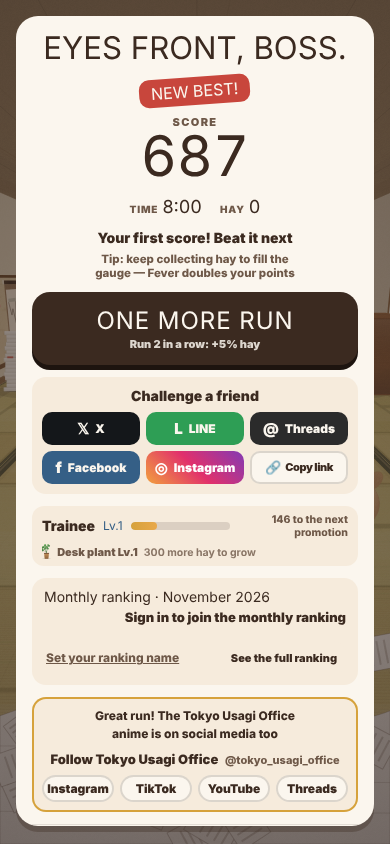 EYES FRONT, BOSS.
NEW BEST!
SCORE
687
TIME 8:00 HAY 0
Your first score! Beat it next
Tip: keep collecting hay to fill the
gauge — Fever doubles your points
ONE MORE RUN
Run 2 in a row: +5% hay
Challenge a friend
𝕏 X
L LINE
@ Threads
f Facebook
◎ Instagram
🔗 Copy link
Trainee Lv.1
146 to the next
promotion
Desk plant Lv.1 300 more hay to grow
Monthly ranking · November 2026
Sign in to join the monthly ranking
Set your ranking name
See the full ranking
Great run! The Tokyo Usagi Office
anime is on social media too
Follow Tokyo Usagi Office @tokyo_usagi_office
Instagram
TikTok
YouTube
Threads